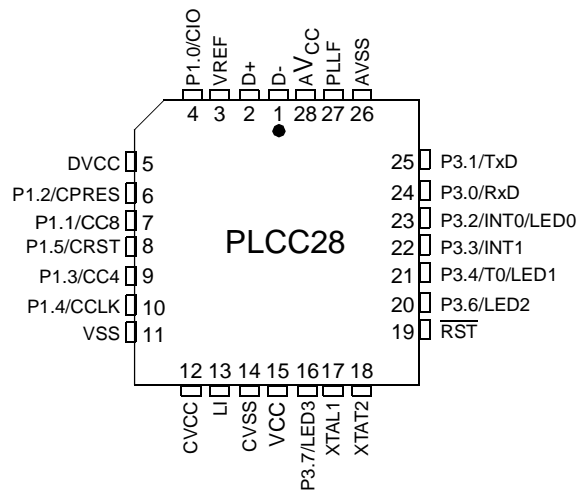 P1.0/CIO
VREF
D+
D-
AVCC
PLLF
AVSS
4 3 2 1 28 27 26
DVCC 5
P1.2/CPRES 6
P1.1/CC8 7
P1.5/CRST 8
P1.3/CC4 9
P1.4/CCLK 10
VSS 11
PLCC28
25 P3.1/TxD
24 P3.0/RxD
23 P3.2/INT0/LED0
22 P3.3/INT1
21 P3.4/T0/LED1
20 P3.6/LED2
19 RST
12 13 14 15 16 17 18
CVCC
LI
CVSS
VCC
P3.7/LED3
XTAL1
XTAT2